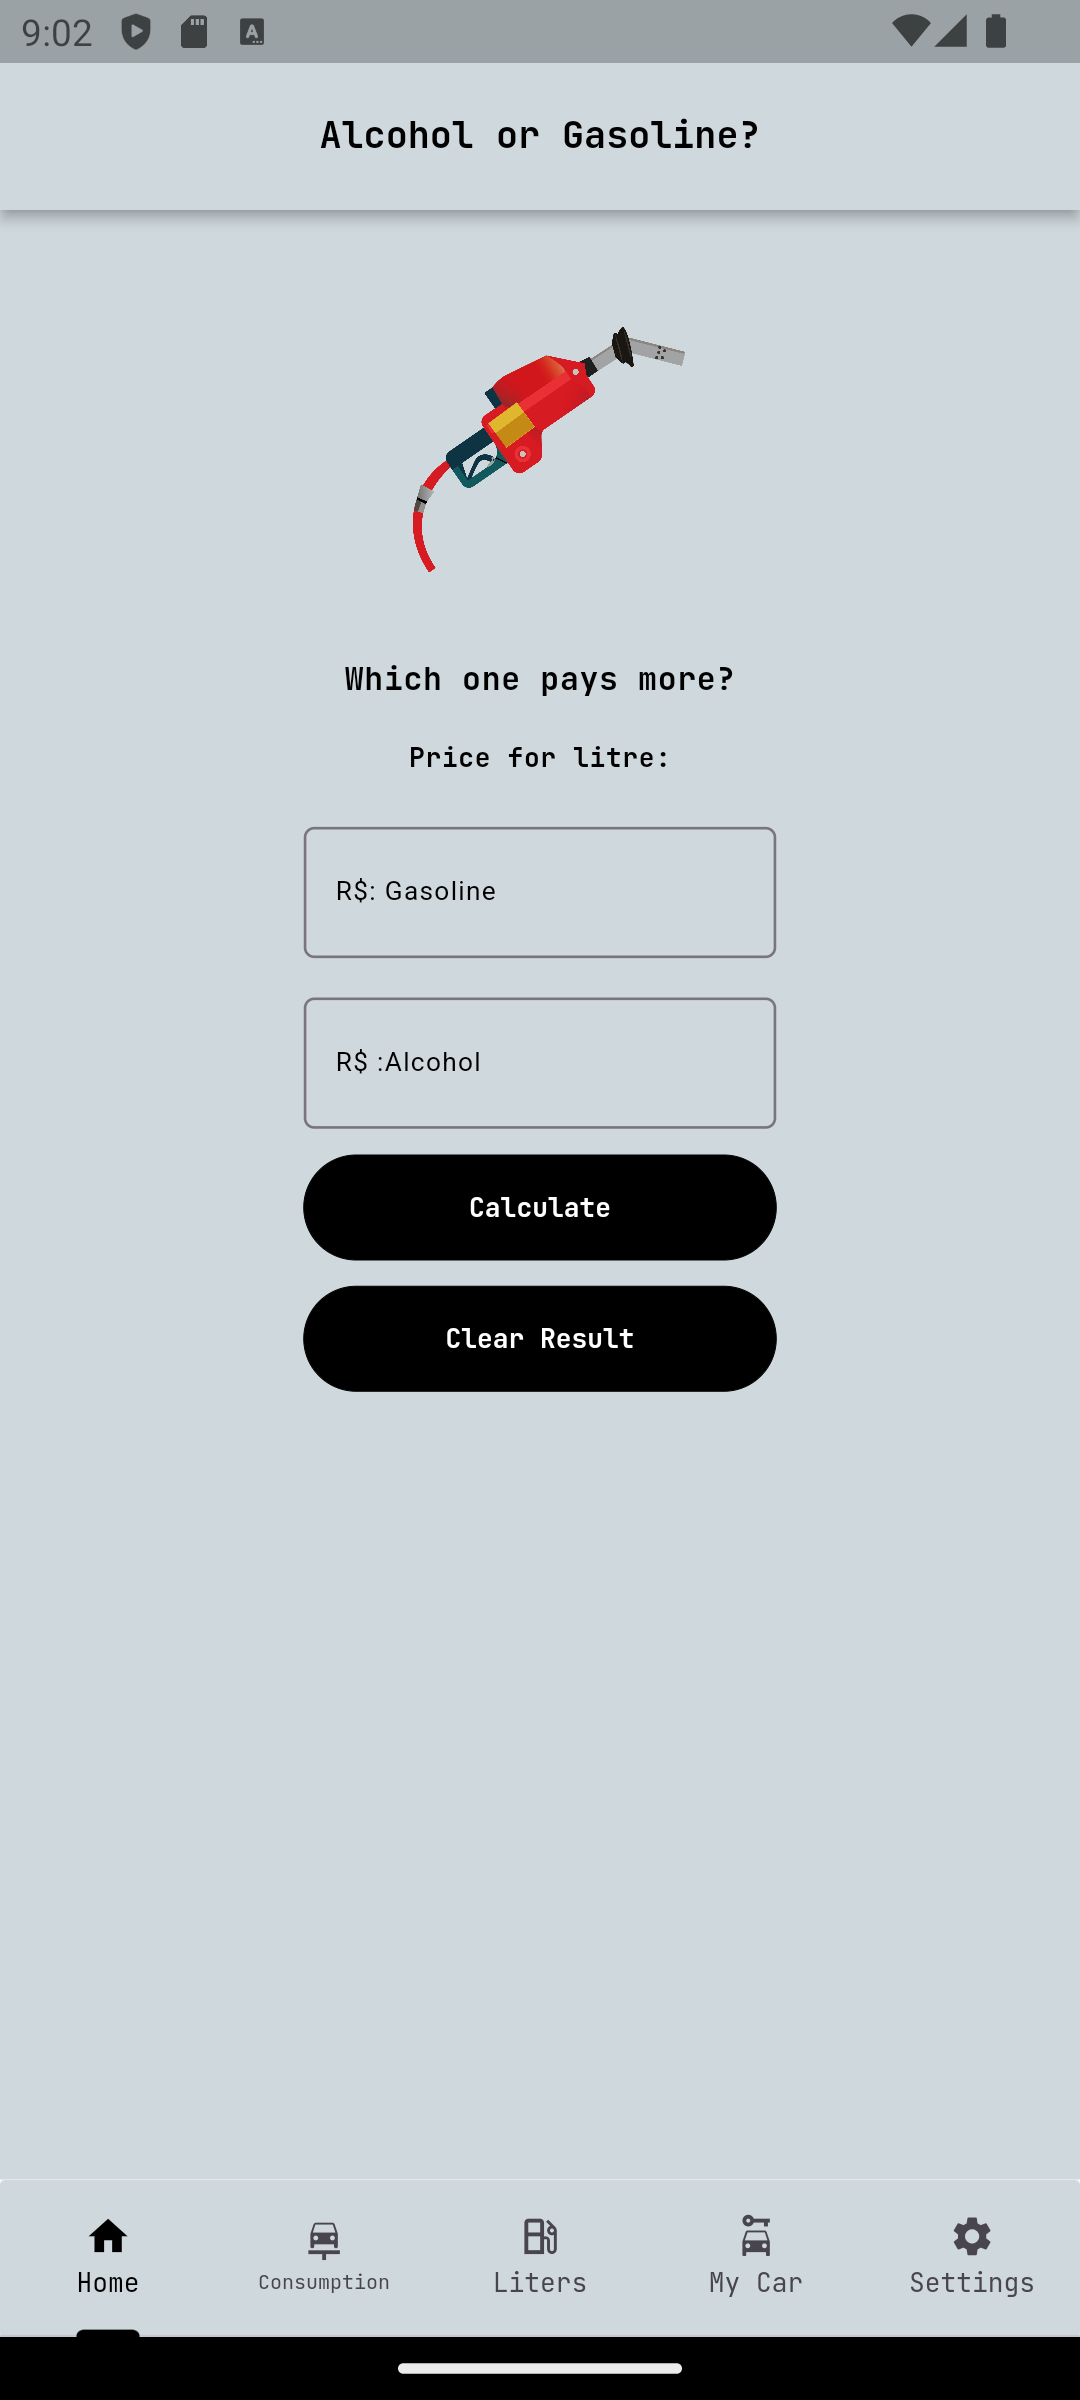 9:02
Alcohol or Gasoline?
Which one pays more?
Price for litre:
R$: Gasoline
R$ :Alcohol
Calculate
Clear Result
Home
Consumption
Liters
My Car
Settings